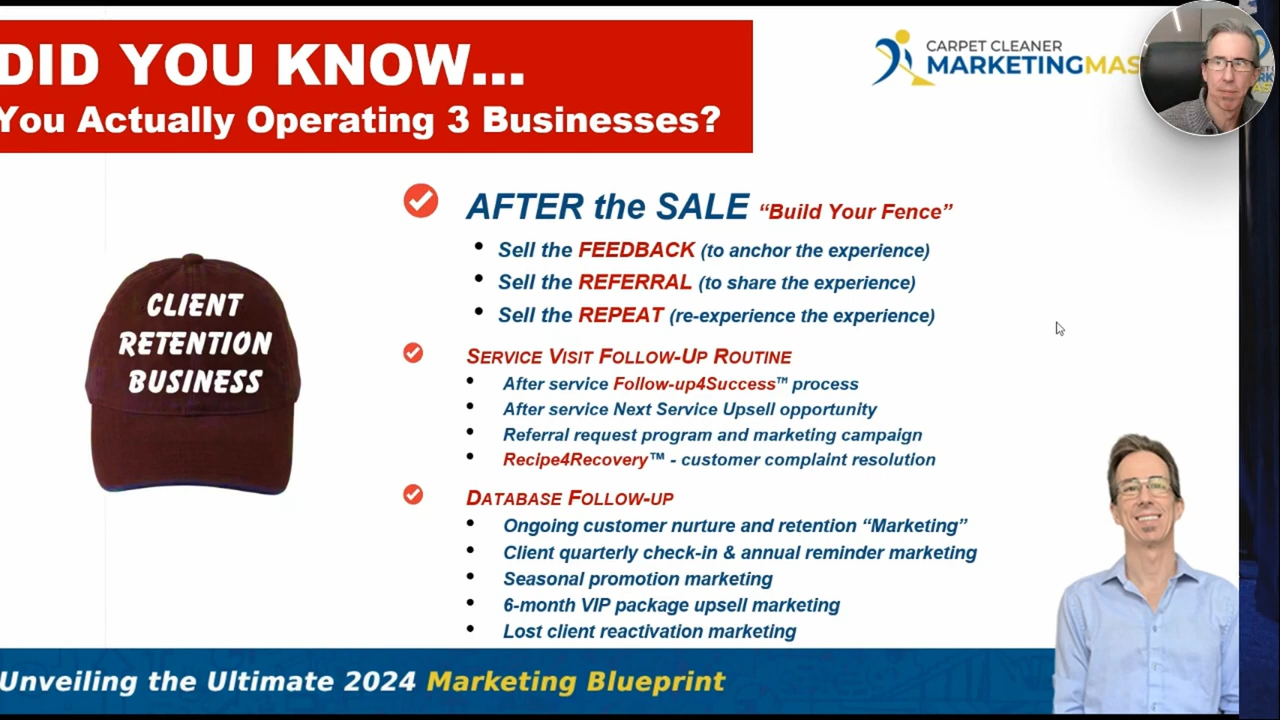 DID YOU KNOW...
You Actually Operating 3 Businesses?
CARPET CLEANER
MARKETINGMAS
CLIENT
RETENTION
BUSINESS
AFTER the SALE “Build Your Fence”
• Sell the FEEDBACK (to anchor the experience)
• Sell the REFERRAL (to share the experience)
• Sell the REPEAT (re-experience the experience)
SERVICE VISIT FOLLOW-UP ROUTINE
• After service Follow-up4Success™ process
• After service Next Service Upsell opportunity
• Referral request program and marketing campaign
• Recipe4Recovery™ - customer complaint resolution
DATABASE FOLLOW-UP
• Ongoing customer nurture and retention “Marketing”
• Client quarterly check-in & annual reminder marketing
• Seasonal promotion marketing
• 6-month VIP package upsell marketing
• Lost client reactivation marketing
Unveiling the Ultimate 2024 Marketing Blueprint